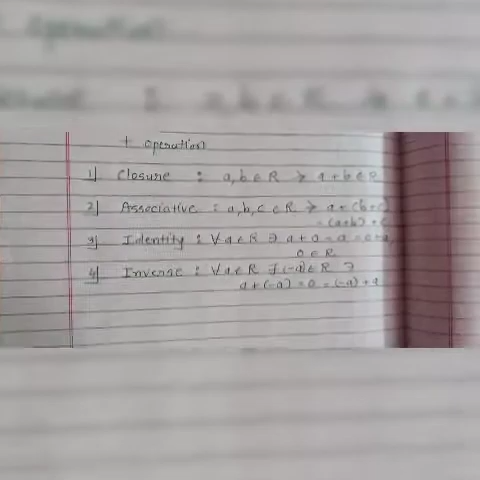 + operation
1] Closure : a, b ∈ R ⇒ a + b ∈ R
2] Associative : a, b, c ∈ R ⇒ a + (b + c)
= (a+b) + c
3] Identity : ∀ a ∈ R ∋ a + 0 = a = 0 + a,
0 ∈ R
4] Inverse : ∀ a ∈ R ∃ (-a) ∈ R ∋
a + (-a) = 0 = (-a) + a